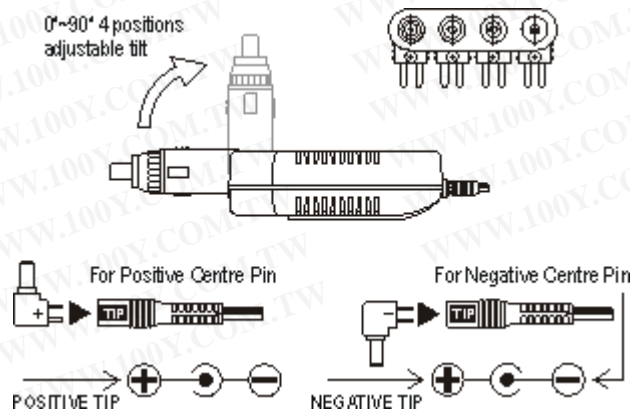 0°~90° 4 positions
adjustable tilt
For Positive Centre Pin
For Negative Centre Pin
+
TIP
−
TIP
+
−
+
−
POSITIVE TIP
NEGATIVE TIP
WWW.100Y.COM.TW